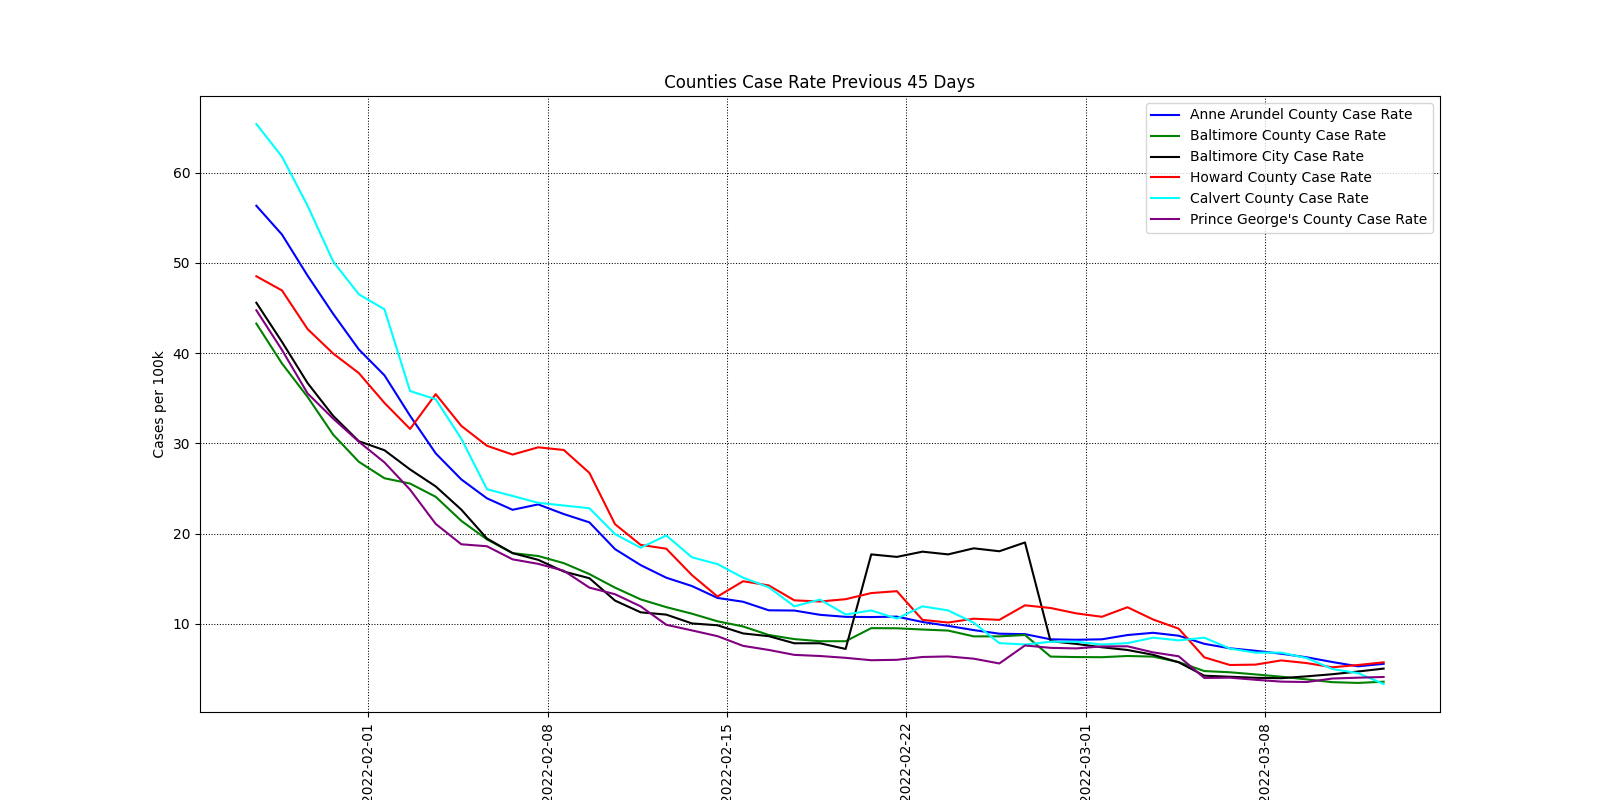 Counties Case Rate Previous 45 Days
Anne Arundel County Case Rate
Baltimore County Case Rate
Baltimore City Case Rate
Howard County Case Rate
Calvert County Case Rate
Prince George's County Case Rate
Cases per 100k
60
50
40
30
20
10
2022-02-01
2022-02-08
2022-02-15
2022-02-22
2022-03-01
2022-03-08